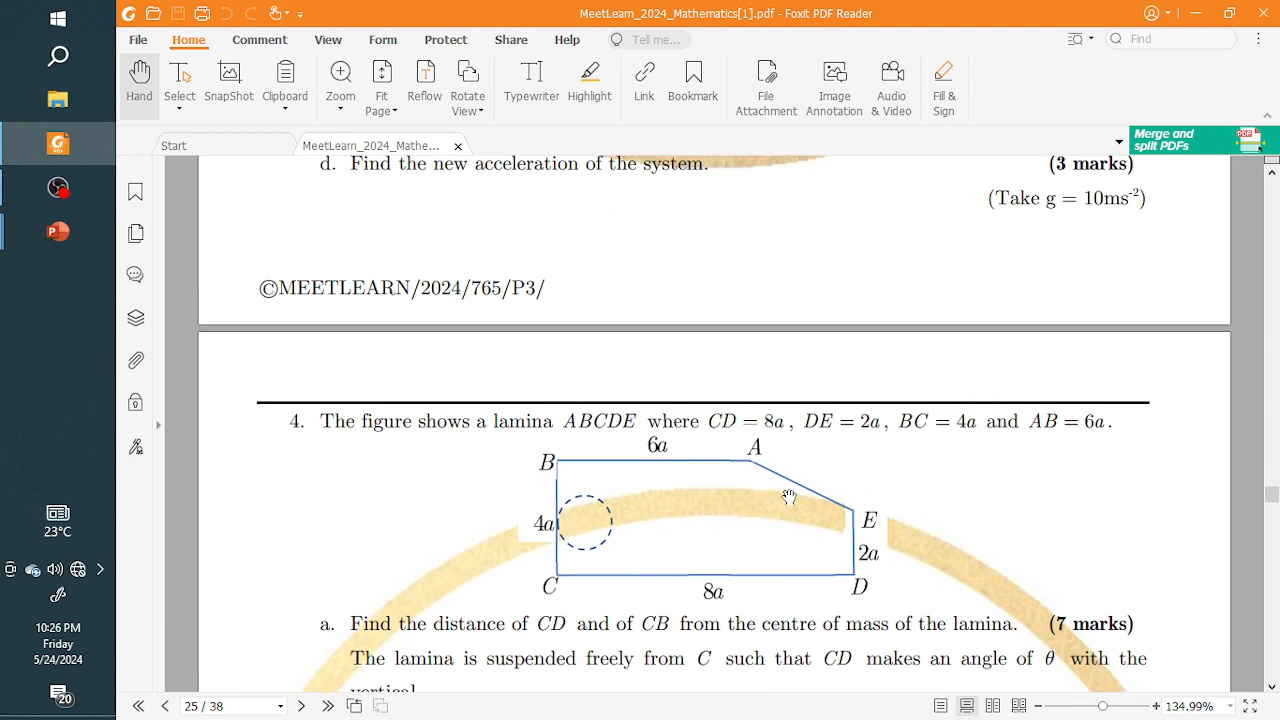 MeetLearn_2024_Mathematics[1].pdf - Foxit PDF Reader
File Home Comment View Form Protect Share Help Tell me... Find
Hand Select SnapShot Clipboard Zoom Fit Page Reflow Rotate View Typewriter Highlight Link Bookmark File Attachment Image Annotation Audio & Video Fill & Sign
Start MeetLearn_2024_Mathe... Merge and split PDFs
PDF
d. Find the new acceleration of the system. (3 marks)
(Take g = 10ms⁻²)
©MEETLEARN/2024/765/P3/
4. The figure shows a lamina ABCDE where CD = 8a, DE = 2a, BC = 4a and AB = 6a.
6a
B A
4a E
2a
C D
8a
a. Find the distance of CD and of CB from the centre of mass of the lamina. (7 marks)
The lamina is suspended freely from C such that CD makes an angle of θ with the
vertical
23°C
10:26 PM
Friday
5/24/2024
20
25 / 38 134.99%